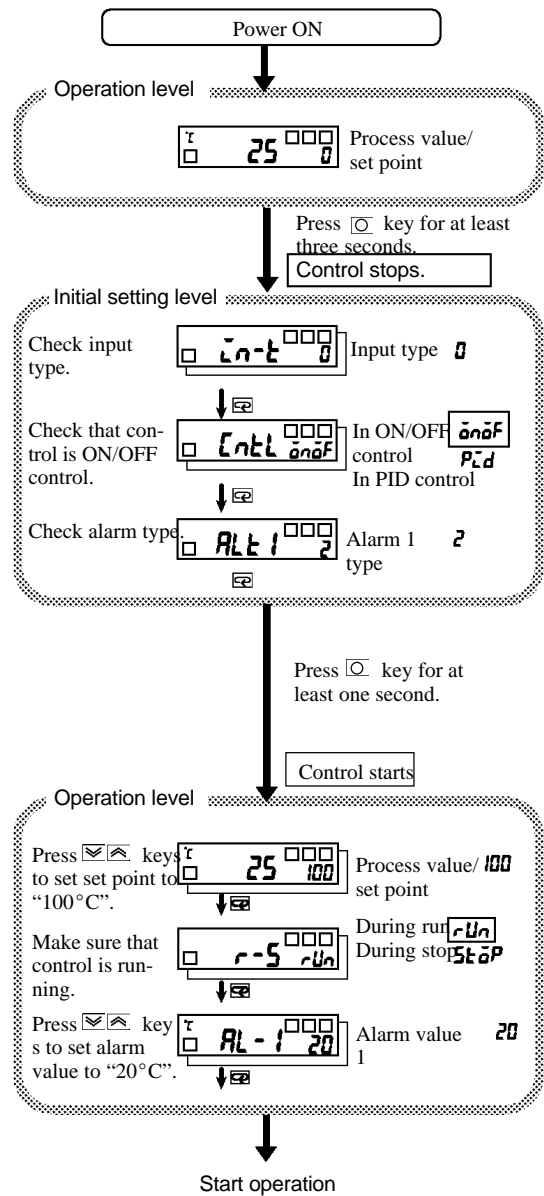 Power ON
Operation level
℃
25
0
Process value/
set point
Press key for at least
three seconds.
Control stops.
Initial setting level
Check input
type.
in-t
0
Input type 0
Check that con-
trol is ON/OFF
control.
CntL
onoF
In ON/OFF onoF
control
Pid
In PID control
Check alarm type.
ALt1
2
Alarm 1 2
type
Press key for at
least one second.
Control starts
Operation level
Press keys
to set set point to
“100°C”.
℃
25
100
Process value/ 100
set point
Make sure that
control is run-
ning.
r-S
rUn
During run rUn
During stop StoP
Press key
s to set alarm
value to “20°C”.
℃
AL-1
20
Alarm value 20
1
Start operation